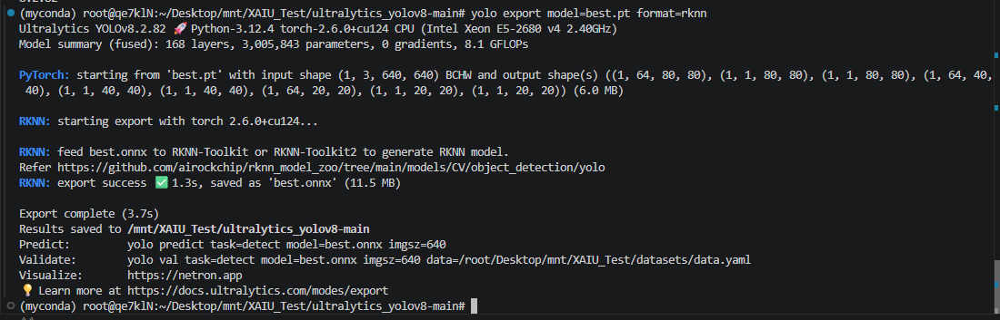 (myconda) root@qe7klN:~/Desktop/mnt/XAIU_Test/ultralytics_yolov8-main# yolo export model=best.pt format=rknn
Ultralytics YOLOv8.2.82 🚀 Python-3.12.4 torch-2.6.0+cu124 CPU (Intel Xeon E5-2680 v4 2.40GHz)
Model summary (fused): 168 layers, 3,005,843 parameters, 0 gradients, 8.1 GFLOPs
PyTorch: starting from 'best.pt' with input shape (1, 3, 640, 640) BCHW and output shape(s) ((1, 64, 80, 80), (1, 1, 80, 80), (1, 1, 80, 80), (1, 64, 40,
40), (1, 1, 40, 40), (1, 1, 40, 40), (1, 64, 20, 20), (1, 1, 20, 20), (1, 1, 20, 20)) (6.0 MB)
RKNN: starting export with torch 2.6.0+cu124...
RKNN: feed best.onnx to RKNN-Toolkit or RKNN-Toolkit2 to generate RKNN model.
Refer https://github.com/airockchip/rknn_model_zoo/tree/main/models/CV/object_detection/yolo
RKNN: export success ✅ 1.3s, saved as 'best.onnx' (11.5 MB)
Export complete (3.7s)
Results saved to /mnt/XAIU_Test/ultralytics_yolov8-main
Predict: yolo predict task=detect model=best.onnx imgsz=640
Validate: yolo val task=detect model=best.onnx imgsz=640 data=/root/Desktop/mnt/XAIU_Test/datasets/data.yaml
Visualize: https://netron.app
💡 Learn more at https://docs.ultralytics.com/modes/export
(myconda) root@qe7klN:~/Desktop/mnt/XAIU_Test/ultralytics_yolov8-main#